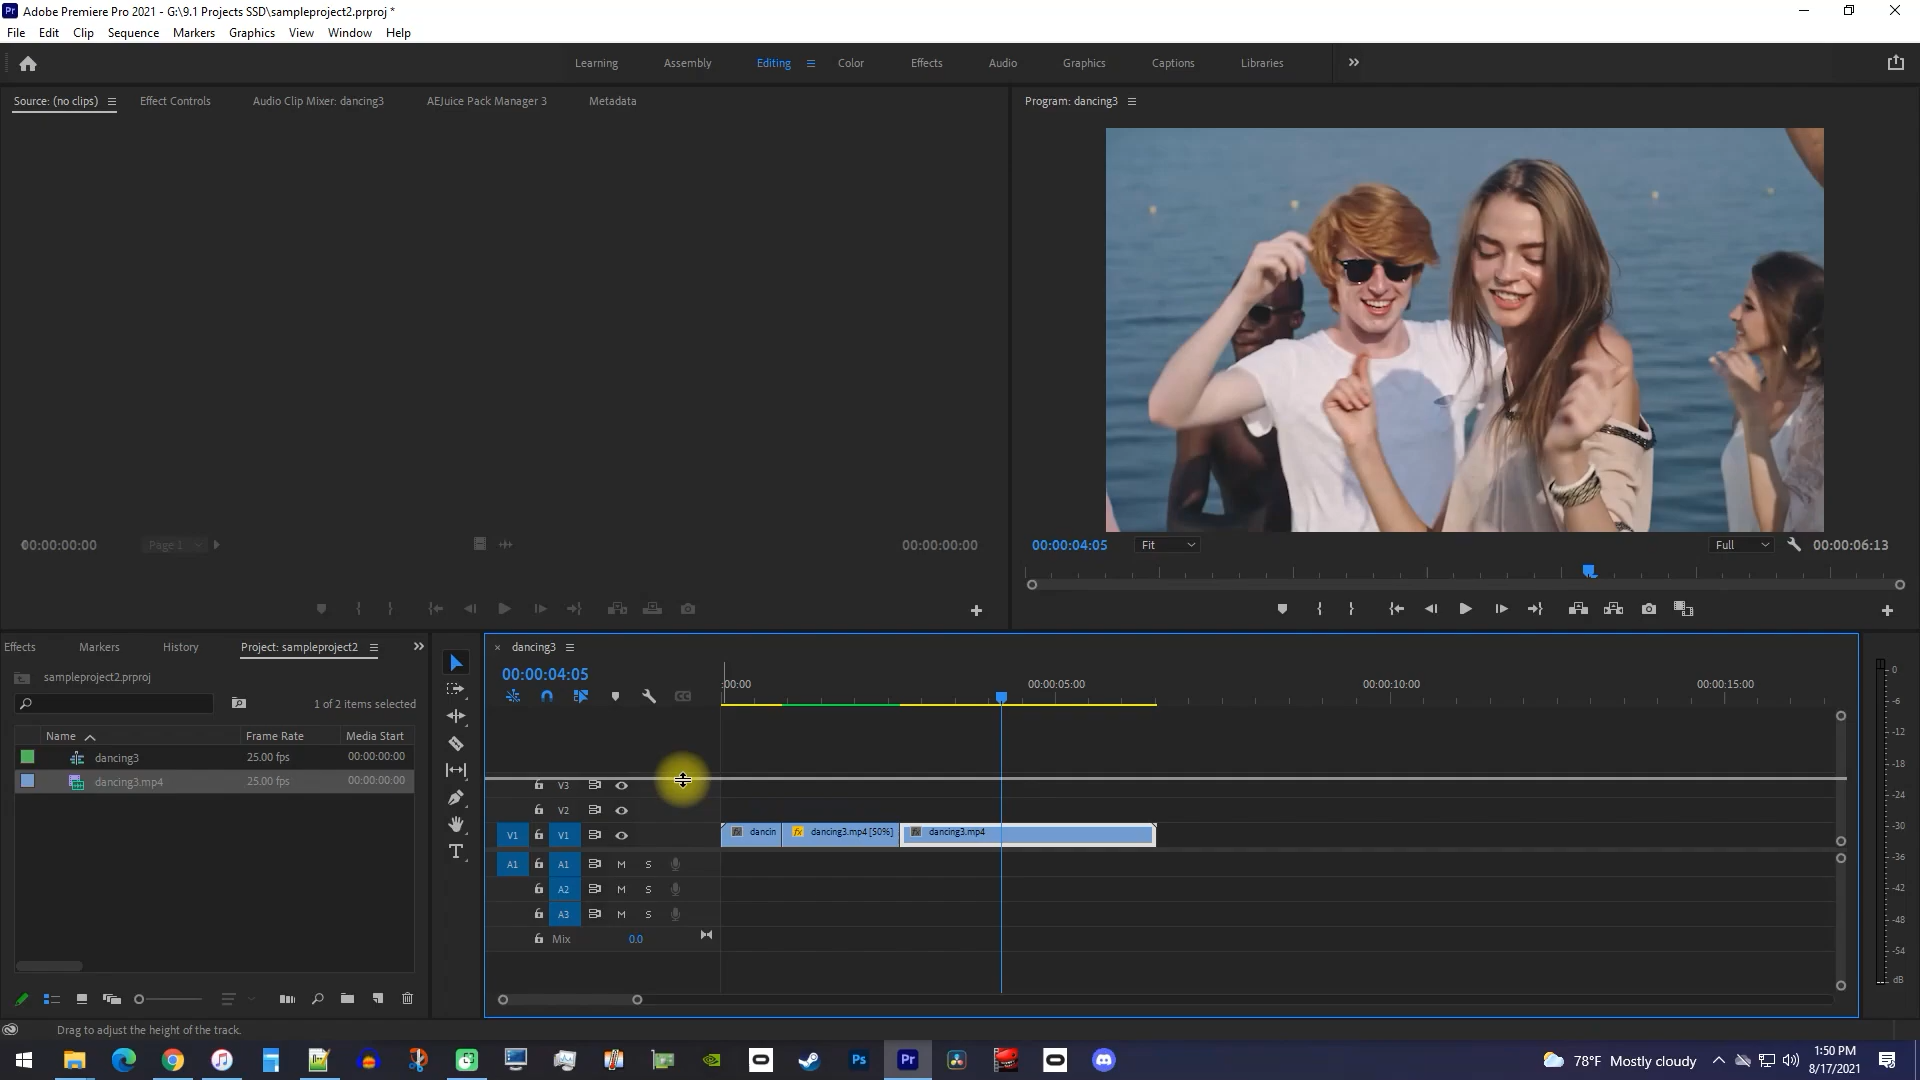 Adobe Premiere Pro 2021 - G:\9.1 Projects SSD\sampleproject2.prproj *
File Edit Clip Sequence Markers Graphics View Window Help
Learning Assembly Editing Color Effects Audio Graphics Captions Libraries
Source: (no clips) Effect Controls Audio Clip Mixer: dancing3 AEJuice Pack Manager 3 Metadata
Program: dancing3
00:00:00:00 Page 1 00:00:00:00
00:00:04:05 Fit Full 00:00:06:13
Effects Markers History Project: sampleproject2
sampleproject2.prproj
1 of 2 items selected
Name Frame Rate Media Start
dancing3 25.00 fps 00:00:00:00
dancing3.mp4 25.00 fps 00:00:00:00
dancing3
00:00:04:05
:00:00 00:00:05:00 00:00:10:00 00:00:15:00
V3
V2
V1 V1 dancin dancing3.mp4 [50%] dancing3.mp4
A1 A1 M S
A2 M S
A3 M S
Mix 0.0
0
-6
-12
-18
-24
-30
-36
-42
-48
-54
dB
Drag to adjust the height of the track.
78°F Mostly cloudy
1:50 PM
8/17/2021
Pr
Ps
Pr
fx
fx
fx
T